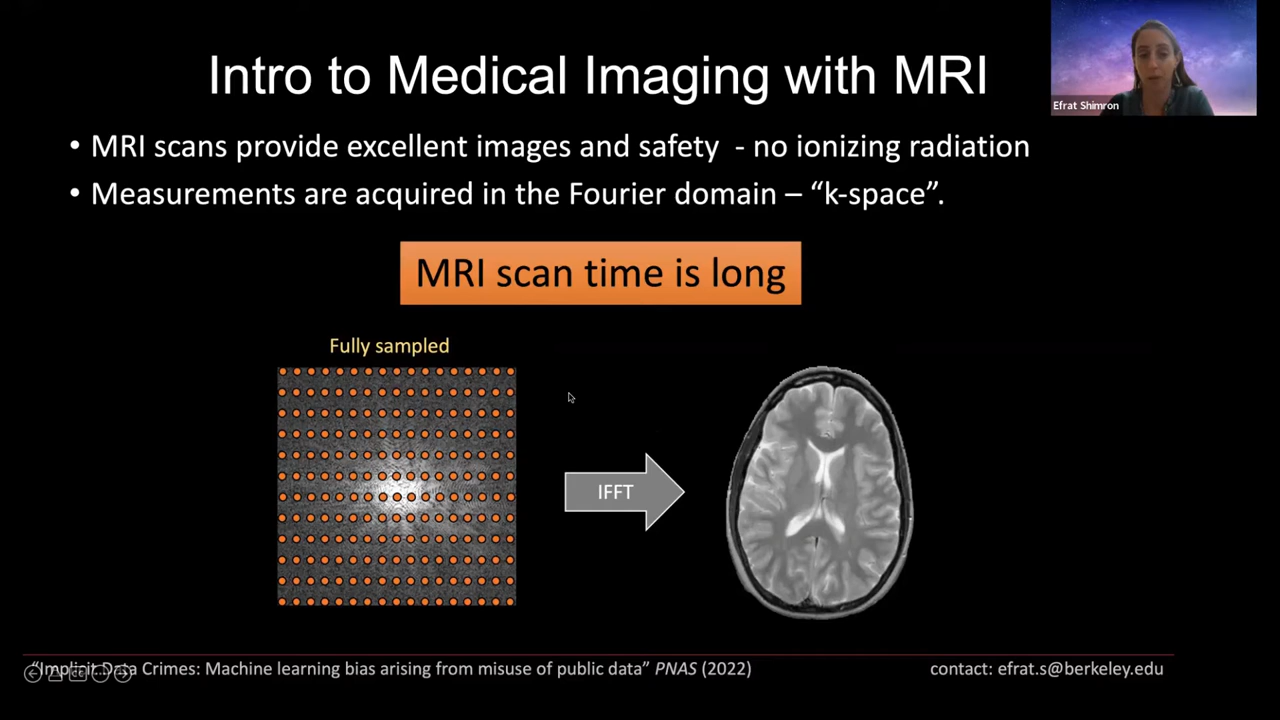 Intro to Medical Imaging with MRI
Efrat Shimron
• MRI scans provide excellent images and safety - no ionizing radiation
• Measurements are acquired in the Fourier domain – “k-space”.
MRI scan time is long
Fully sampled
IFFT
“Implicit Data Crimes: Machine learning bias arising from misuse of public data” PNAS (2022)
contact: efrat.s@berkeley.edu